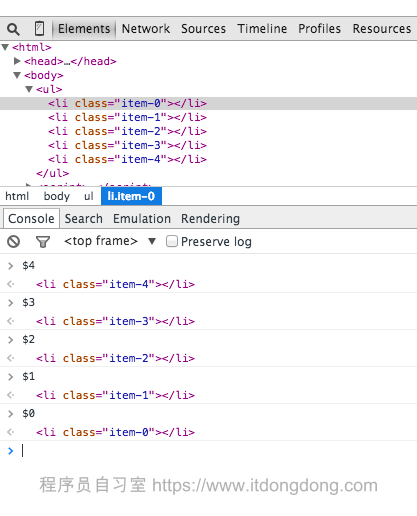 Elements Network Sources Timeline Profiles Resources
▼<html>
▶<head>…</head>
▼<body>
▼<ul>
<li class="item-0"></li>
<li class="item-1"></li>
<li class="item-2"></li>
<li class="item-3"></li>
<li class="item-4"></li>
</ul>
html body ul li.item-0
Console Search Emulation Rendering
<top frame> ▼ Preserve log
> $4
<li class="item-4"></li>
> $3
<li class="item-3"></li>
> $2
<li class="item-2"></li>
> $1
<li class="item-1"></li>
> $0
<li class="item-0"></li>
>
程序员自习室 https://www.itdongdong.com